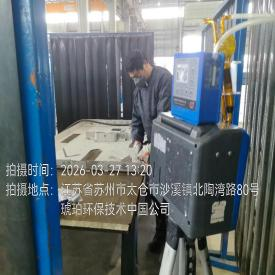 拍摄时间：2026-03-27 13:20
拍摄地点：江苏省苏州市太仓市沙溪镇北陶湾路80号
琥珀环保技术中国公司